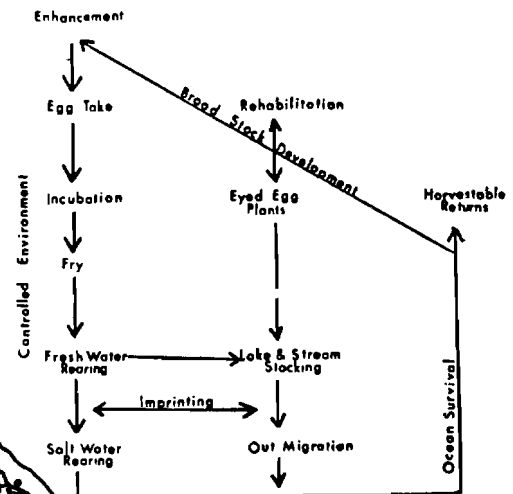 Enhancement
Egg Take
Rehabilitation
Brood Stock Development
Incubation
Eyed Egg
Plants
Harvestable
Returns
Controlled Environment
Fry
Fresh Water
Rearing
Lake & Stream
Stocking
Imprinting
Salt Water
Rearing
Out Migration
Ocean Survival